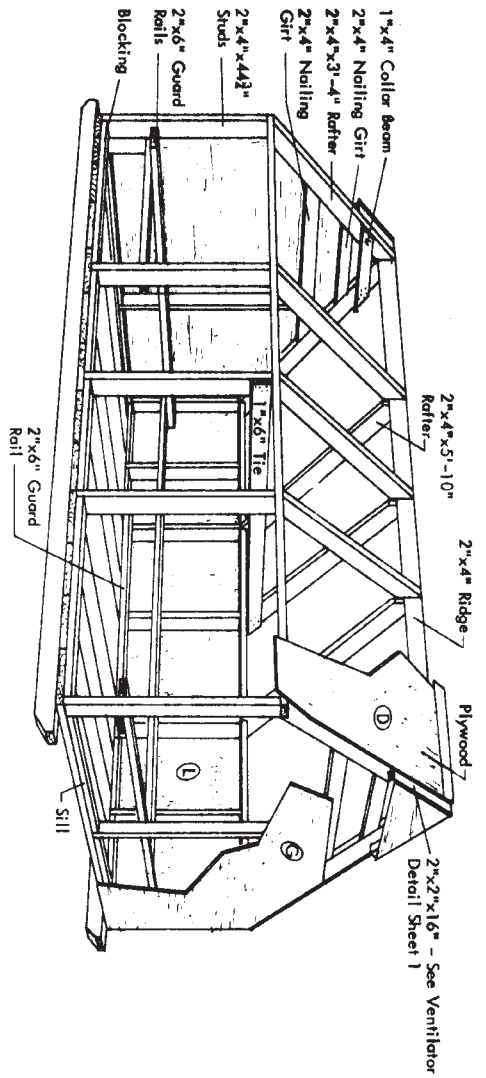 1"x4" Collar Beam
2"x4" Nailing Girt
2"x4"x3'-4" Rafter
2"x4" Nailing
Girt
2"x4"x44¾"
Studs
2"x6" Guard
Rails
Blocking
2"x4"x5'-10"
Rafter
2"x4" Ridge
Plywood
2"x2"x16" - See Ventilator
Detail Sheet 1
1"x6" Tie
2"x6" Guard
Rail
Sill
D
L
G